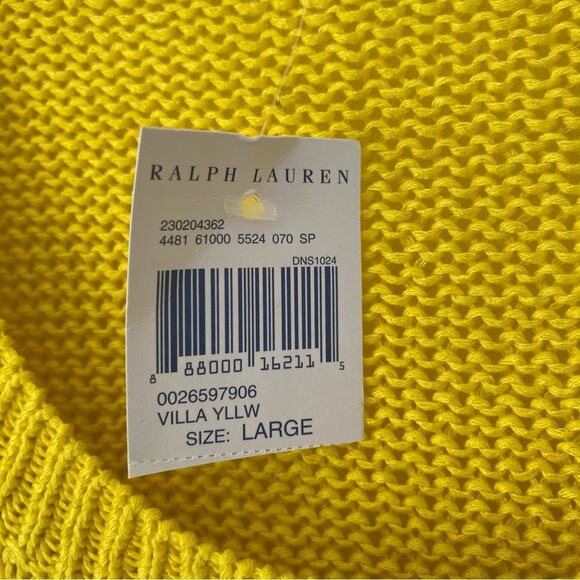 RALPH LAUREN
230204362
4481 61000 5524 070 SP
DNS1024
8 88000 16211 5
0026597906
VILLA YLLW
SIZE: LARGE